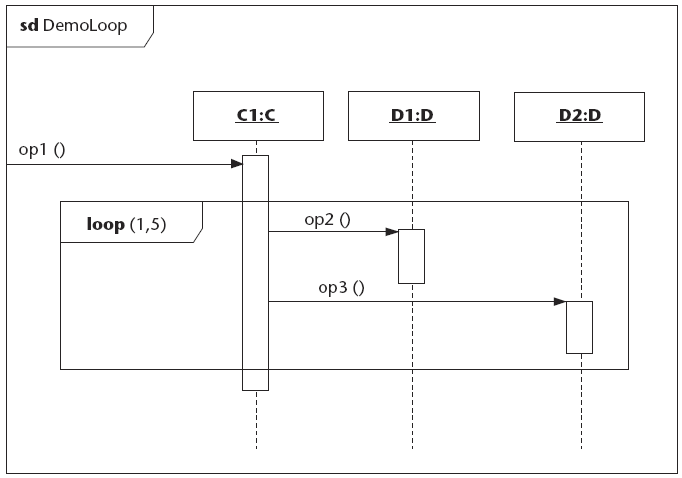 sd DemoLoop
C1:C
D1:D
D2:D
op1 ()
loop (1,5)
op2 ()
op3 ()